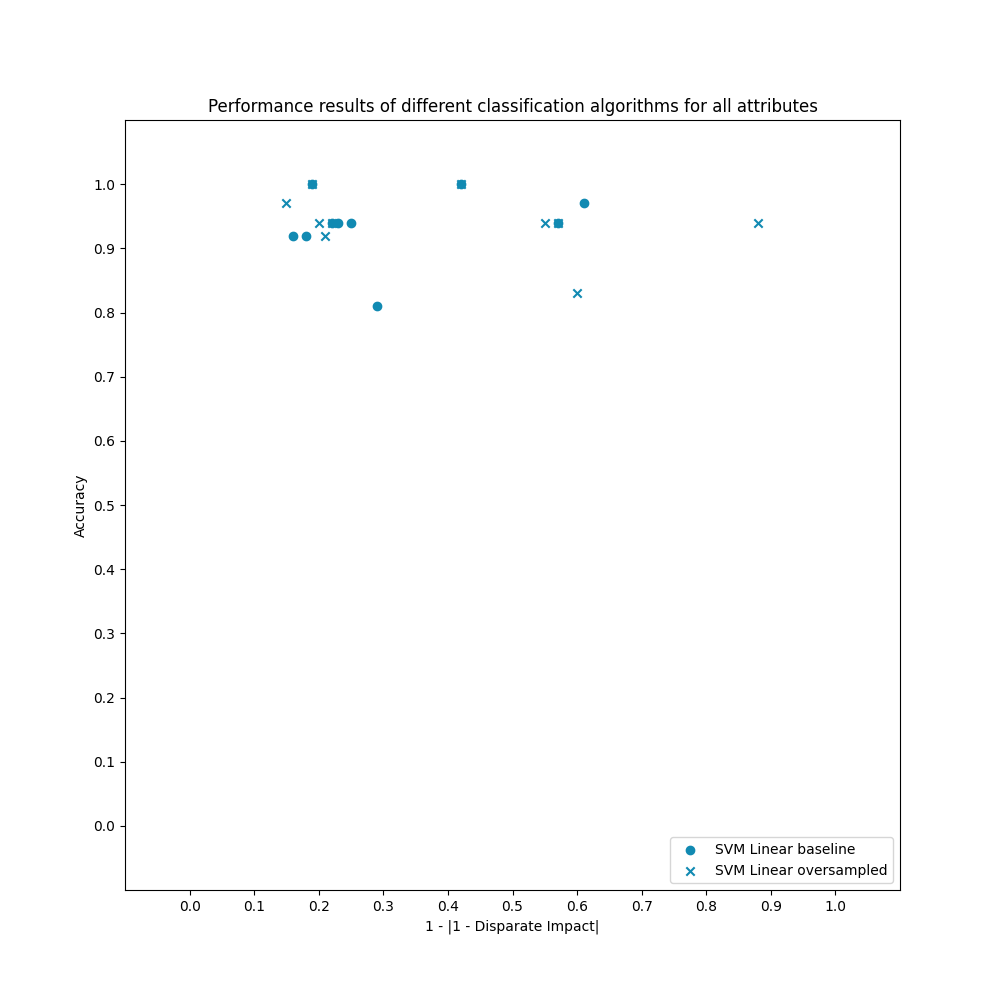 Performance results of different classification algorithms for all attributes
1.0
0.9
0.8
0.7
0.6
0.5
0.4
0.3
0.2
0.1
0.0
Accuracy
SVM Linear baseline
SVM Linear oversampled
0.0 0.1 0.2 0.3 0.4 0.5 0.6 0.7 0.8 0.9 1.0
1 - |1 - Disparate Impact|